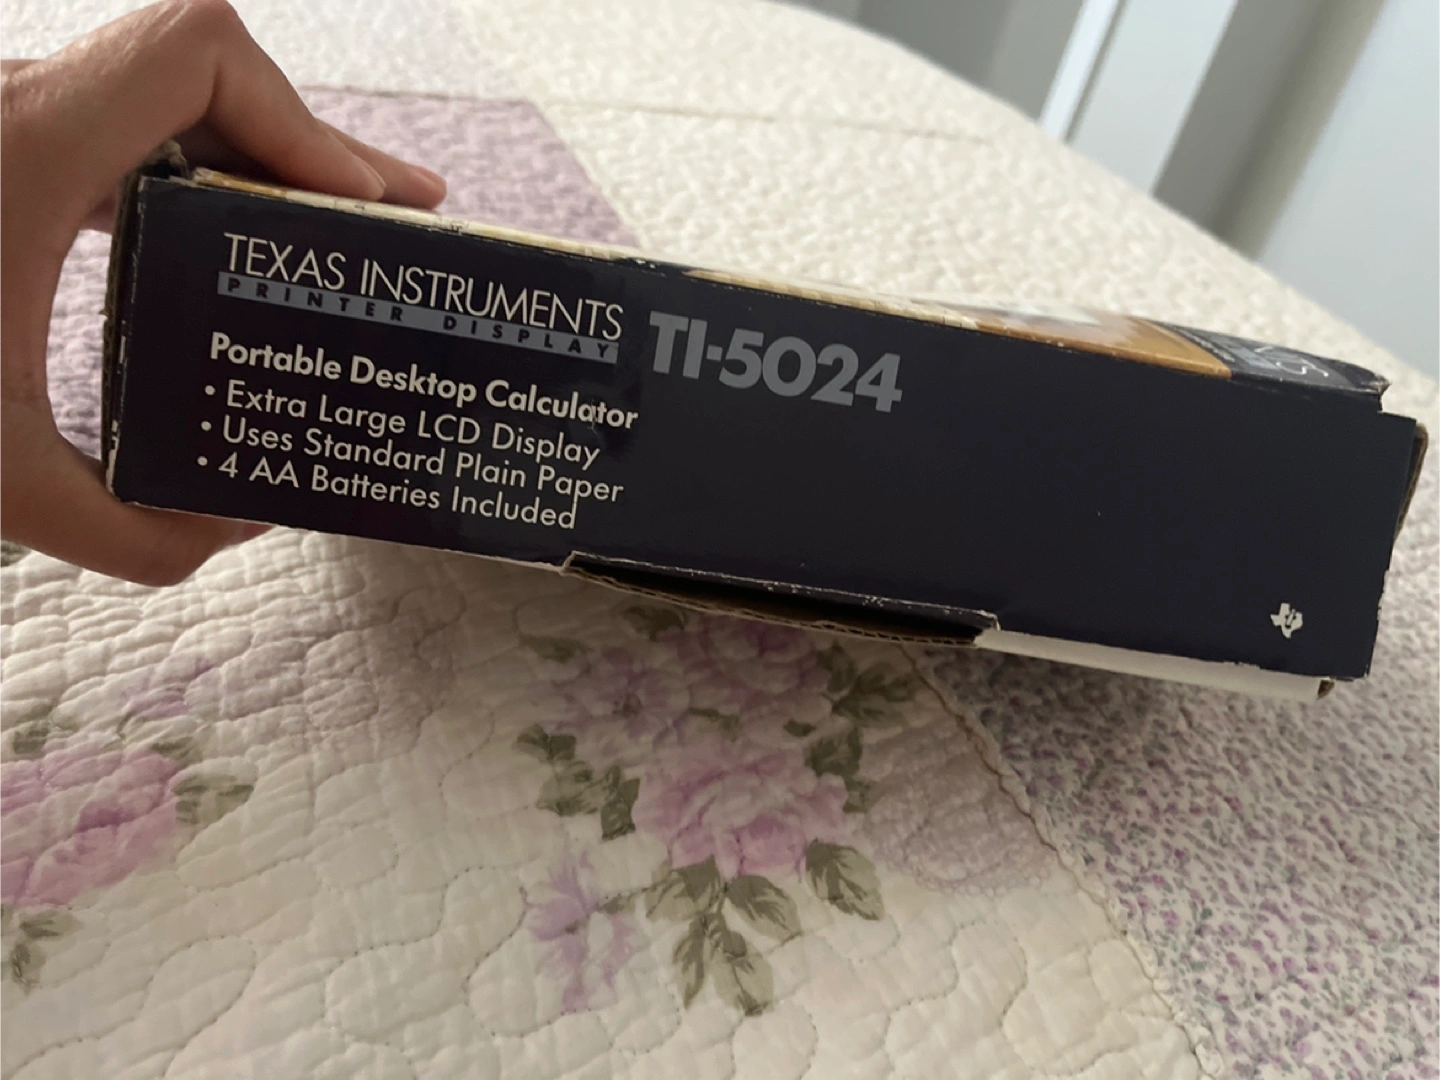 TEXAS INSTRUMENTS
PRINTER DISPLAY
TI-5024
Portable Desktop Calculator
• Extra Large LCD Display
• Uses Standard Plain Paper
• 4 AA Batteries Included